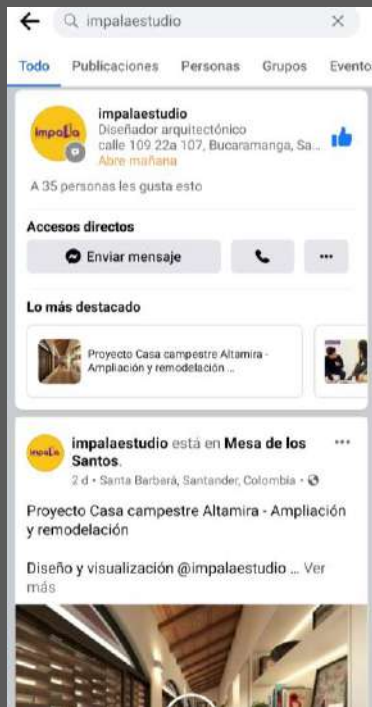 impalaestudio
Todo Publicaciones Personas Grupos Evento
impaLa
impalaestudio
Diseñador arquitectónico
calle 109 22a 107, Bucaramanga, Sa...
Abre mañana
A 35 personas les gusta esto
Accesos directos
Enviar mensaje
Lo más destacado
Proyecto Casa campestre Altamira -
Ampliación y remodelación ...
impaLa
impalaestudio está en Mesa de los
Santos.
2 d · Santa Barbará, Santander, Colombia ·
Proyecto Casa campestre Altamira - Ampliación
y remodelación
Diseño y visualización @impalaestudio ... Ver
más